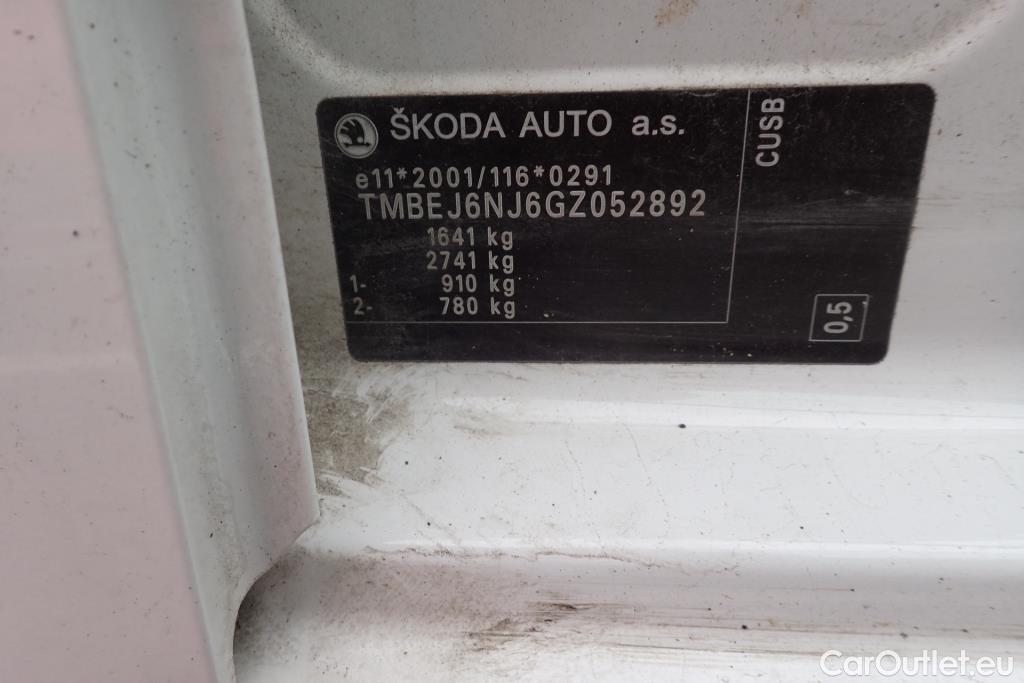 ŠKODA AUTO a.s.
e11*2001/116*0291
TMBEJ6NJ6GZ052892
1641 kg
2741 kg
1- 910 kg
2- 780 kg
CUSB
0,5
CarOutlet.eu